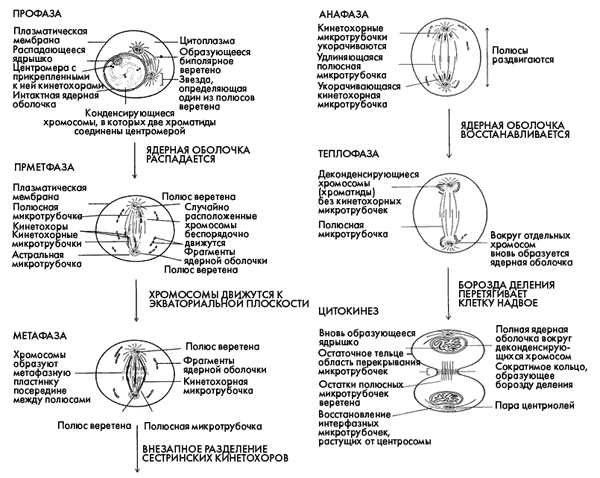 ПРОФАЗА
Плазматическая
мембрана
Распадающееся
ядрышко
Центромера с
прикрепленными
к ней кинетохорами
Интактная ядерная
оболочка
Цитоплазма
Образующееся
биполярное
веретено
Звезда,
определяющая
один из полюсов
веретена
Конденсирующиеся
хромосомы, в которых две хроматиды
соединены центромерой
ЯДЕРНАЯ ОБОЛОЧКА
РАСПАДАЕТСЯ
ПРМЕТФАЗА
Плазматическая
мембрана
Полюсная
микротрубочка
Кинетохоры
Кинетохорные
микротрубочки
Астральная
микротрубочка
Полюс веретена
Случайно
расположенные
хромосомы
беспорядочно
движутся
Фрагменты
ядерной оболочки
Полюс веретена
ХРОМОСОМЫ ДВИЖУТСЯ К
ЭКВАТОРИАЛЬНОЙ ПЛОСКОСТИ
МЕТАФАЗА
Хромосомы
образуют
метафазную
пластинку
посередине
между полюсами
Полюс веретена
Фрагменты
ядерной оболочки
Кинетохорная
микротрубочка
Полюс веретена
Полюсная микротрубочка
ВНЕЗАПНОЕ РАЗДЕЛЕНИЕ
СЕСТРИНСКИХ КИНЕТОХОРОВ
АНАФАЗА
Кинетохорные
микротрубочки
укорачиваются
Удлиняющаяся
полюсная
микротрубочка
Укорачивающаяся
кинетохорная
микротрубочка
Полюсы
раздвигаются
ЯДЕРНАЯ ОБОЛОЧКА
ВОССТАНАВЛИВАЕТСЯ
ТЕПЛОФАЗА
Деконденсирующиеся
хромосомы
(хроматиды)
без кинетохорных
микротрубочек
Полюсная
микротрубочка
Вокруг отдельных
хромосом
вновь образуется
ядерная оболочка
БОРОЗДА ДЕЛЕНИЯ
ПЕРЕТЯГИВАЕТ
КЛЕТКУ НАДВОЕ
ЦИТОКИНЕЗ
Вновь образующееся
ядрышко
Остаточное тельце
область перекрывания
микротрубочек
Остатки полюсных
микротрубочек
веретена
Восстановление
интерфазных
микротрубочек,
растущих от центросомы
Полная ядерная
оболочка вокруг
деконденсиру-
ющихся хромосом
Сократимое кольцо,
образующее
борозду деления
Пара центриолей